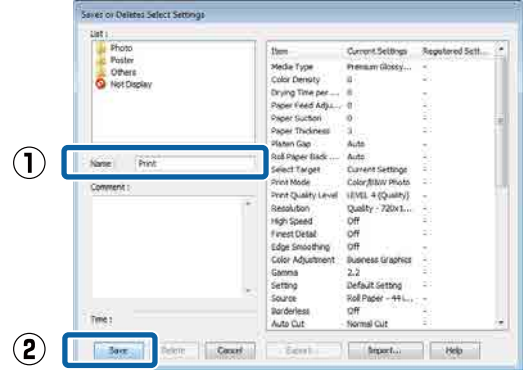 Saves or Deletes Select Settings
List :
Photo
Poster
Others
Not Display
① Name : Print
Comment :
Time :
② Save Delete Cancel Export... Import... Help
Item Current Settings Registered Sett...
Media Type Premium Glossy... -
Color Density 0 -
Drying Time per ... 0 -
Paper Feed Adju... 0 -
Paper Suction 0 -
Paper Thickness 3 -
Platen Gap Auto -
Roll Paper Back ... Auto -
Select Target Current Settings -
Print Mode Color/B&W Photo -
Print Quality Level LEVEL 4 (Quality) -
Resolution Quality - 720x1... -
High Speed Off -
Finest Detail Off -
Edge Smoothing Off -
Color Adjustment Business Graphics -
Gamma 2.2 -
Setting Default Setting -
Source Roll Paper - 44 i... -
Borderless Off -
Auto Cut Normal Cut -